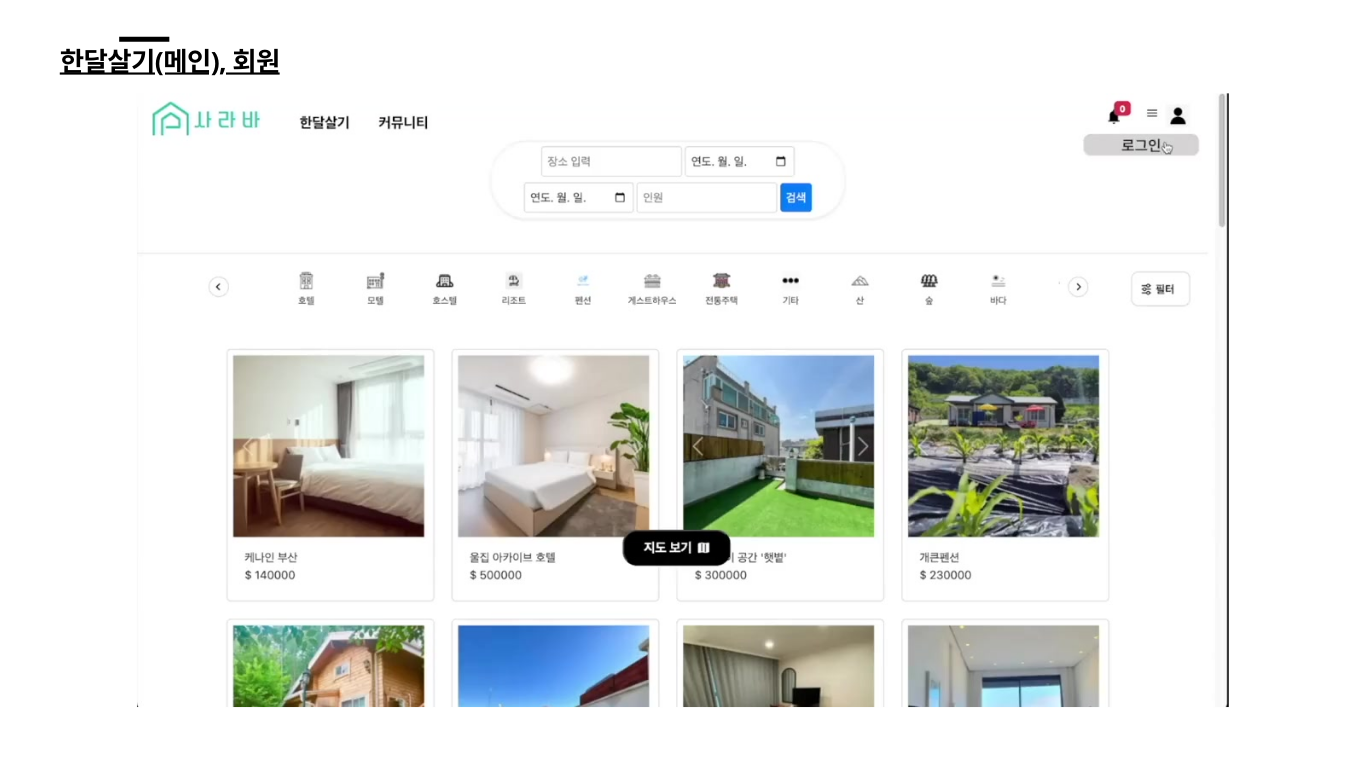 한달살기(메인), 회원
사라바 한달살기 커뮤니티
0
로그인
장소 입력 연도. 월. 일.
연도. 월. 일. 인원 검색
호텔 모텔 호스텔 리조트 펜션 게스트하우스 전통주택 기타 산 숲 바다
필터
케나인 부산
$ 140000
울집 아카이브 호텔
$ 500000
지도 보기
공간 '햇볕'
$ 300000
개큰펜션
$ 230000